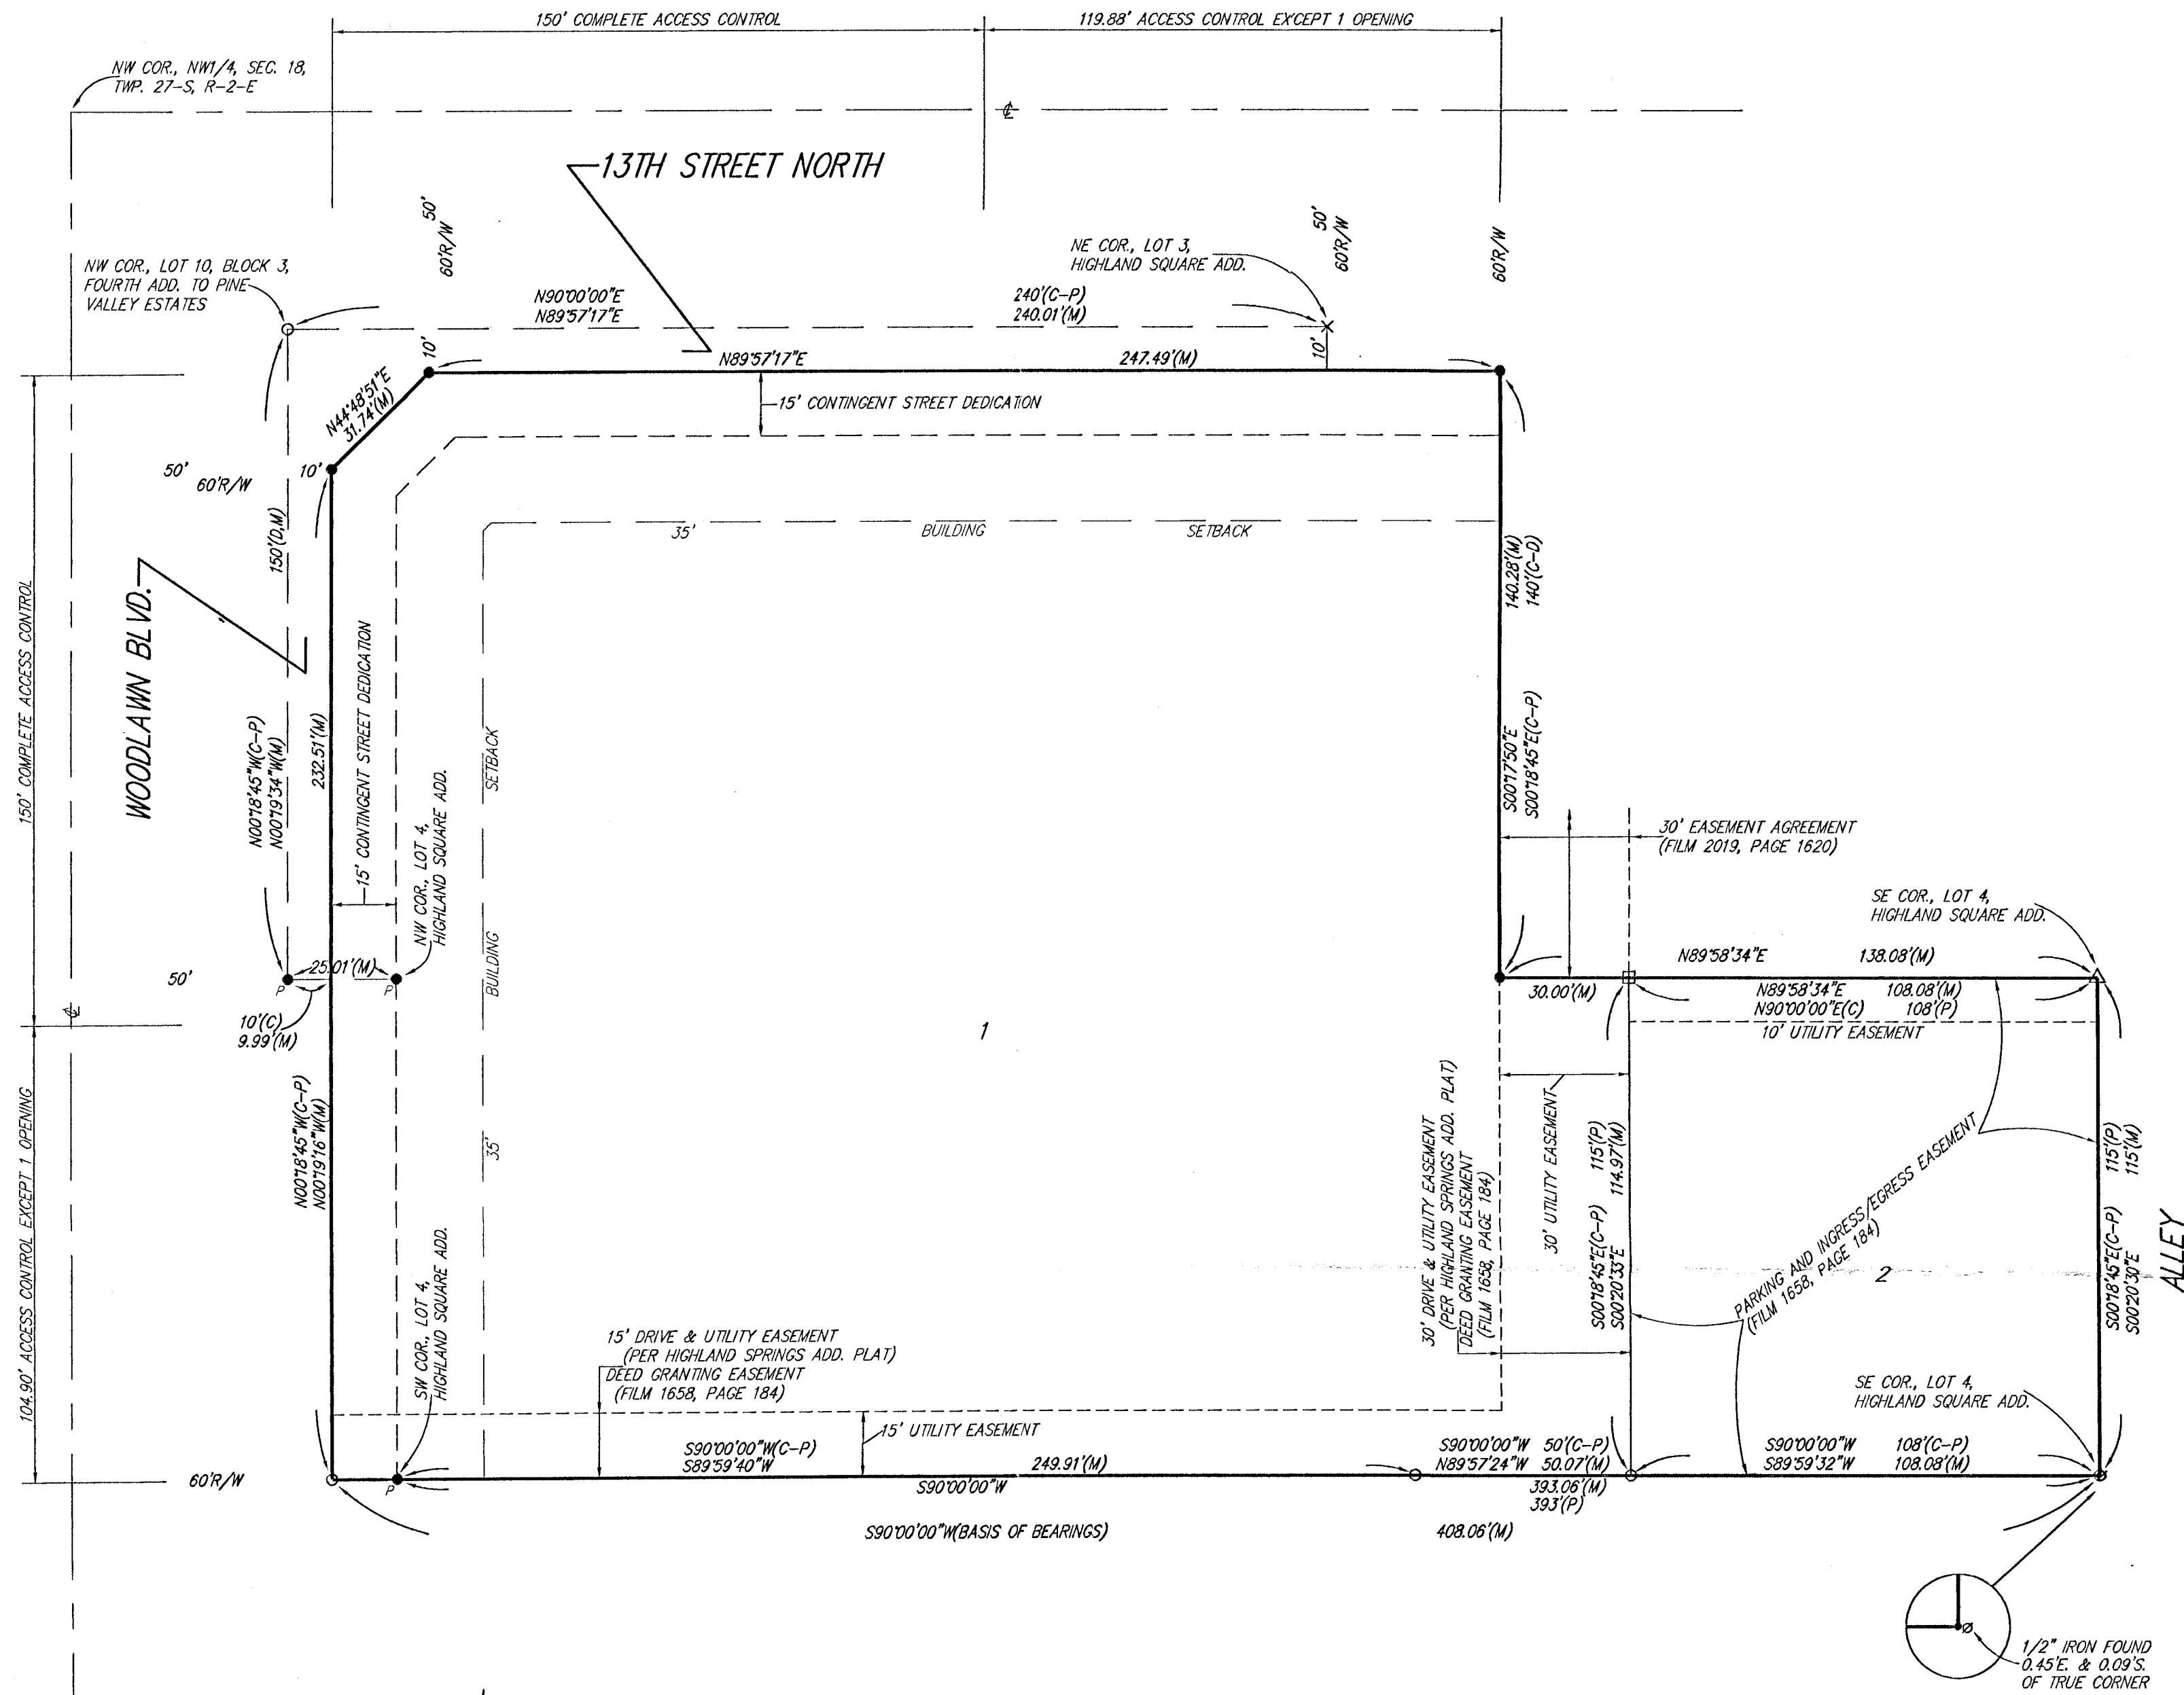 150' COMPLETE ACCESS CONTROL
119.88' ACCESS CONTROL EXCEPT 1 OPENING
NW COR., NW1/4, SEC. 18,
TWP. 27-S, R-2-E
℄
13TH STREET NORTH
50'
60'R/W
50'
60'R/W
60'R/W
NE COR., LOT 3,
HIGHLAND SQUARE ADD.
NW COR., LOT 10, BLOCK 3,
FOURTH ADD. TO PINE
VALLEY ESTATES
N90°00'00"E
N89°57'17"E
240'(C-P)
240.01'(M)
10'
10'
N89°57'17"E
247.49'(M)
N44°48'51"E
31.74'(M)
15' CONTINGENT STREET DEDICATION
50'
60'R/W
10'
150'(D,M)
35'
BUILDING
SETBACK
140.28'(M)
140'(C-D)
150' COMPLETE ACCESS CONTROL
WOODLAWN BLVD.
15' CONTINGENT STREET DEDICATION
N00°18'45"W(C-P)
N00°19'34"W(M)
232.51'(M)
SETBACK
NW COR., LOT 4,
HIGHLAND SQUARE ADD.
S00°17'50"E
S00°18'45"E(C-P)
30' EASEMENT AGREEMENT
(FILM 2019, PAGE 1620)
SE COR., LOT 4,
HIGHLAND SQUARE ADD.
N89°58'34"E
138.08'(M)
50'
25.01'(M)
P
P
BUILDING
30.00'(M)
N89°58'34"E
108.08'(M)
N90°00'00"E(C)
108'(P)
10' UTILITY EASEMENT
℄
10'(C)
9.99'(M)
1
104.90' ACCESS CONTROL EXCEPT 1 OPENING
N00°18'45"W(C-P)
N00°19'16"W(M)
35'
30' DRIVE & UTILITY EASEMENT
(PER HIGHLAND SPRINGS ADD. PLAT)
DEED GRANTING EASEMENT
(FILM 1658, PAGE 184)
30' UTILITY EASEMENT
115'(P)
114.97'(M)
S00°18'45"E(C-P)
S00°20'33"E
PARKING AND INGRESS/EGRESS EASEMENT
(FILM 1658, PAGE 184)
2
115'(P)
115'(M)
S00°18'45"E(C-P)
S00°20'30"E
ALLEY
SW COR., LOT 4,
HIGHLAND SQUARE ADD.
15' DRIVE & UTILITY EASEMENT
(PER HIGHLAND SPRINGS ADD. PLAT)
DEED GRANTING EASEMENT
(FILM 1658, PAGE 184)
SE COR., LOT 4,
HIGHLAND SQUARE ADD.
15' UTILITY EASEMENT
60'R/W
P
S90°00'00"W(C-P)
S89°59'40"W
249.91'(M)
S90°00'00"W
50'(C-P)
N89°57'24"W
50.07'(M)
S90°00'00"W
108'(C-P)
S89°59'32"W
108.08'(M)
S90°00'00"W
393.06'(M)
393'(P)
S90°00'00"W(BASIS OF BEARINGS)
408.06'(M)
1/2" IRON FOUND
0.45'E. & 0.09'S.
OF TRUE CORNER